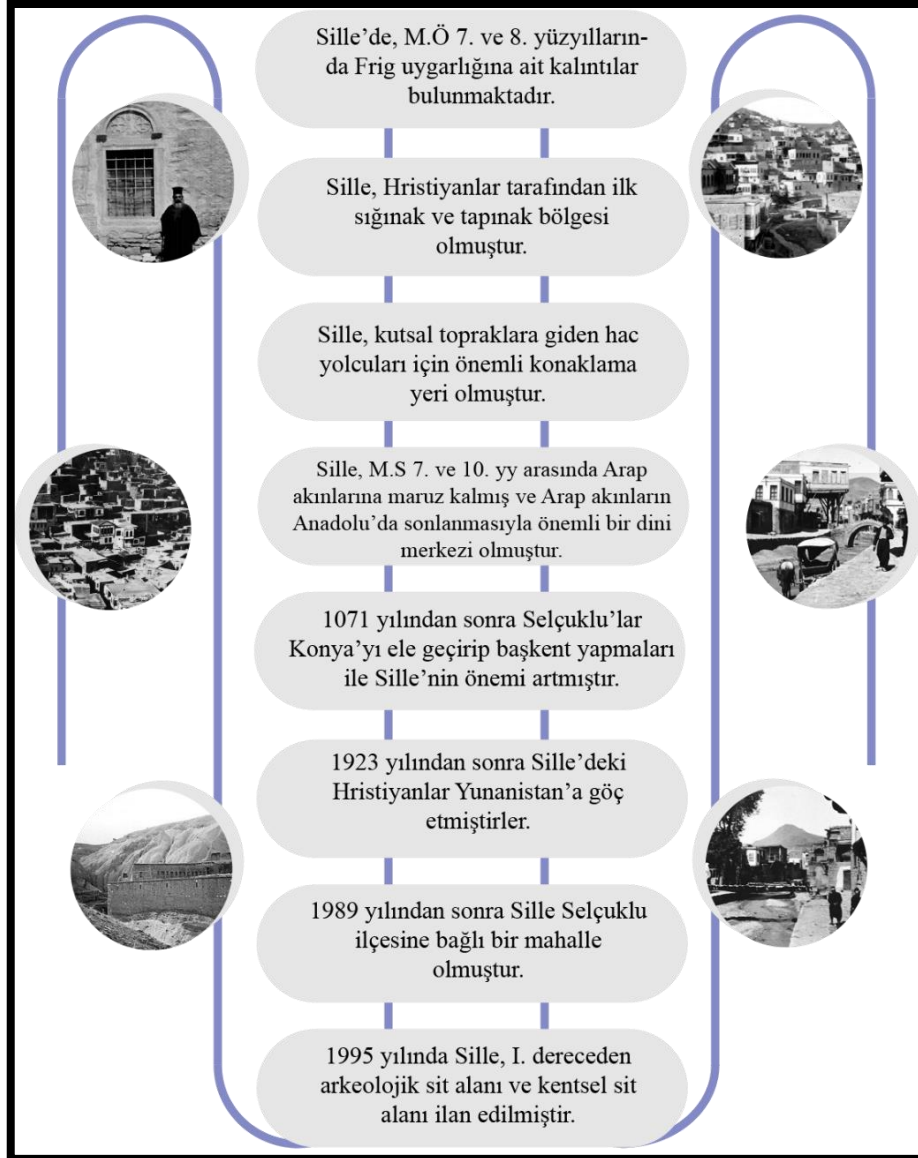 Sille’de, M.Ö 7. ve 8. yüzyılların-
da Frig uygarlığına ait kalıntılar
bulunmaktadır.
Sille, Hristiyanlar tarafından ilk
sığınak ve tapınak bölgesi
olmuştur.
Sille, kutsal topraklara giden hac
yolcuları için önemli konaklama
yeri olmuştur.
Sille, M.S 7. ve 10. yy arasında Arap
akınlarına maruz kalmış ve Arap akınların
Anadolu’da sonlanmasıyla önemli bir dini
merkezi olmuştur.
1071 yılından sonra Selçuklu’lar
Konya’yı ele geçirip başkent yapmaları
ile Sille’nin önemi artmıştır.
1923 yılından sonra Sille’deki
Hristiyanlar Yunanistan’a göç
etmiştirler.
1989 yılından sonra Sille Selçuklu
ilçesine bağlı bir mahalle
olmuştur.
1995 yılında Sille, I. dereceden
arkeolojik sit alanı ve kentsel sit
alanı ilan edilmiştir.